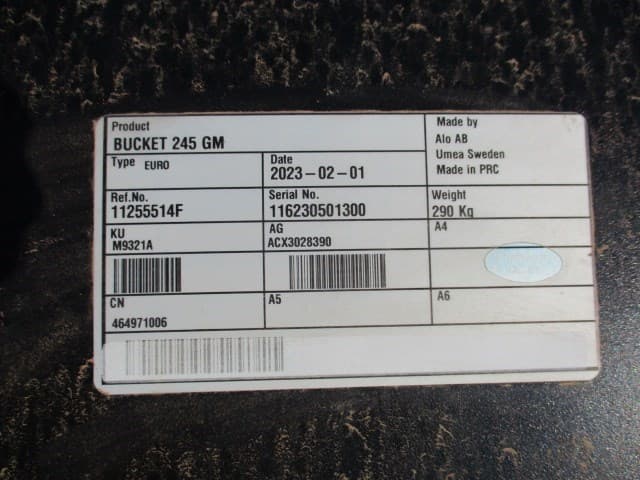 Product
BUCKET 245 GM
Made by
Alo AB
Umea Sweden
Made in PRC
Type EURO
Date
2023-02-01
Ref.No.
11255514F
Serial No.
116230501300
Weight
290 Kg
KU
M9321A
AG
ACX3028390
A4
CN
464971006
A5
A6